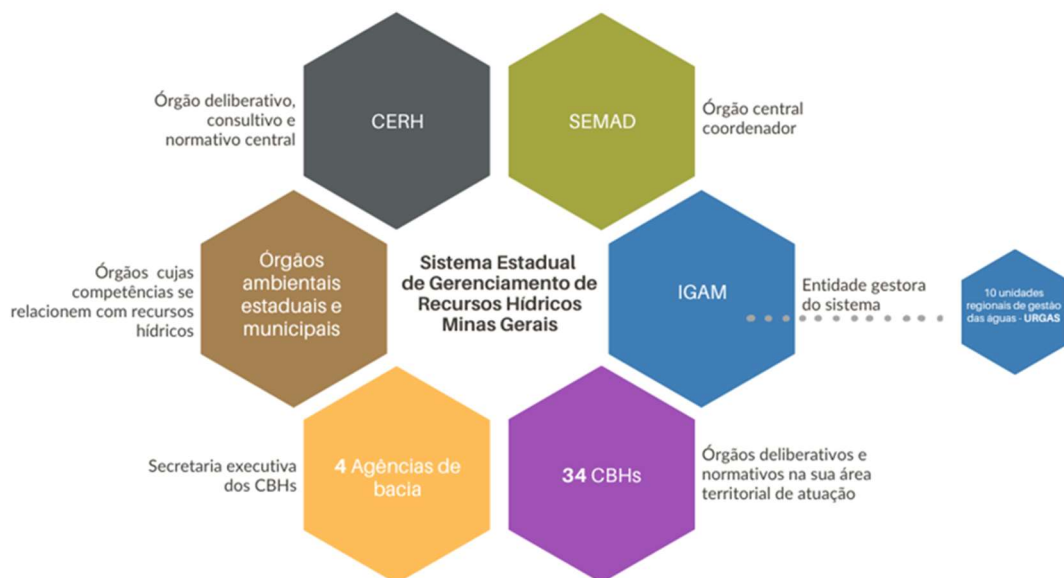 CERH
Órgão deliberativo,
consultivo e
normativo central
SEMAD
Órgão central
coordenador
Órgãos
ambientais
estaduais e
municipais
Órgãos cujas
competências se
relacionem com recursos
hídricos
Sistema Estadual
de Gerenciamento de
Recursos Hídricos
Minas Gerais
IGAM
Entidade gestora
do sistema
10 unidades
regionais de gestão
das águas - URGAS
4 Agências de
bacia
Secretaria executiva
dos CBHs
34 CBHs
Órgãos deliberativos e
normativos na sua área
territorial de atuação